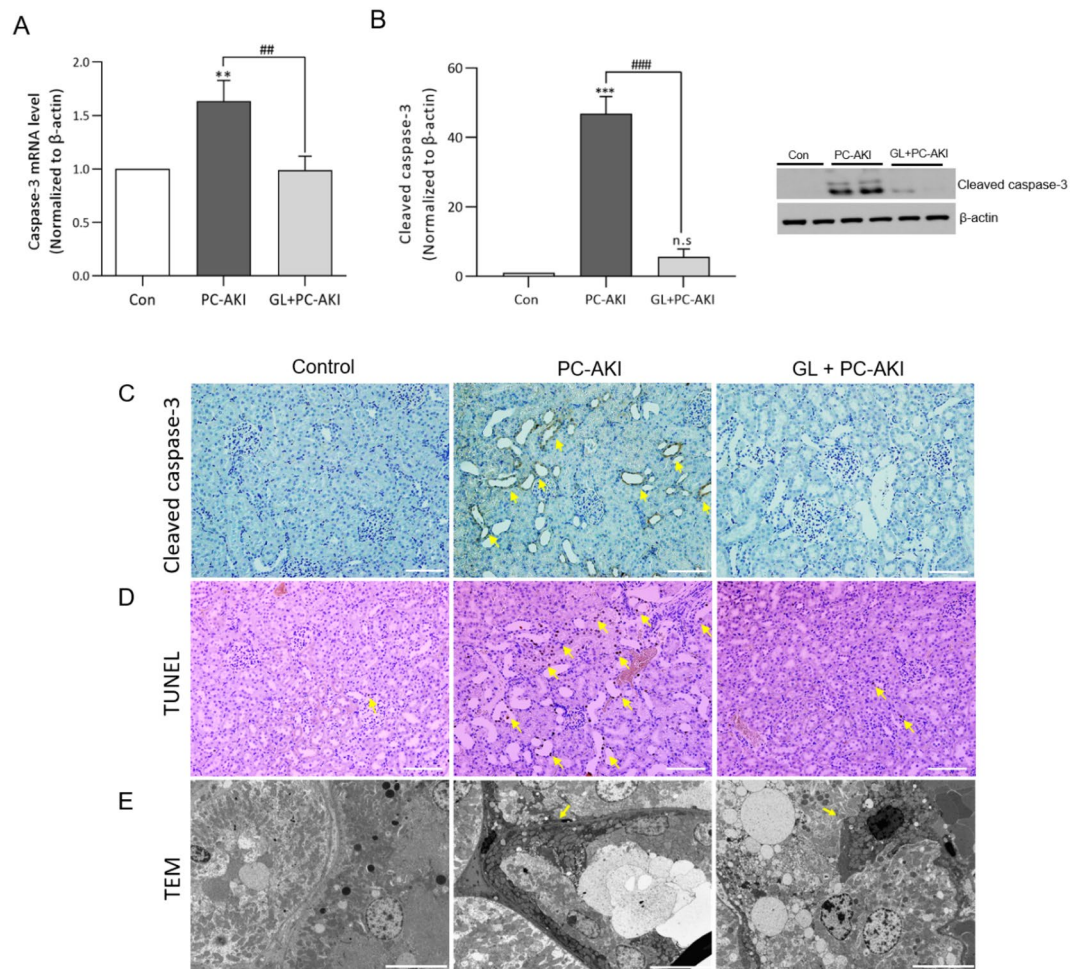 A
Caspase-3 mRNA level
(Normalized to β-actin)
2.0
1.5
1.0
0.5
0.0
**
##
Con
PC-AKI
GL+PC-AKI
B
Cleaved caspase-3
(Normalized to β-actin)
60
40
20
0
***
###
n.s
Con
PC-AKI
GL+PC-AKI
Con
PC-AKI
GL+PC-AKI
Cleaved caspase-3
β-actin
Control
PC-AKI
GL + PC-AKI
C
Cleaved caspase-3
D
TUNEL
E
TEM